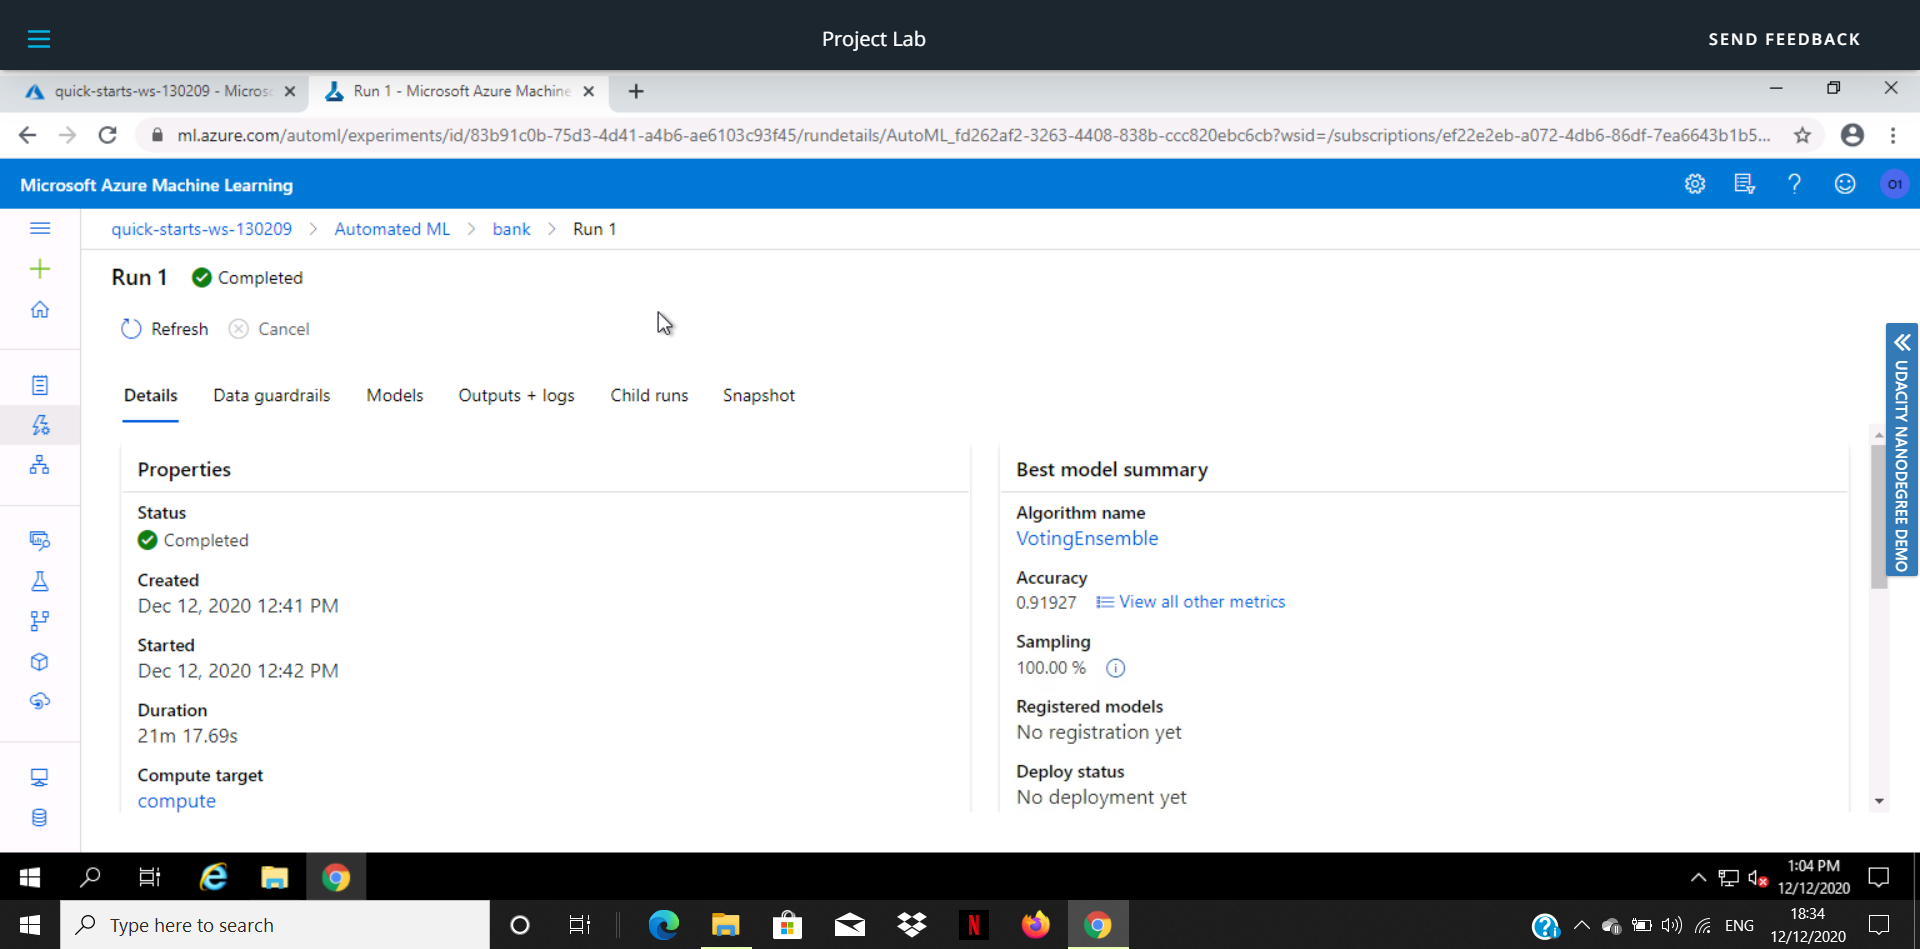 Project Lab
SEND FEEDBACK
quick-starts-ws-130209 - Micros
Run 1 - Microsoft Azure Machine
ml.azure.com/automl/experiments/id/83b91c0b-75d3-4d41-a4b6-ae6103c93f45/rundetails/AutoML_fd262af2-3263-4408-838b-ccc820ebc6cb?wsid=/subscriptions/ef22e2eb-a072-4db6-86df-7ea6643b1b5...
Microsoft Azure Machine Learning
O1
quick-starts-ws-130209 > Automated ML > bank > Run 1
Run 1 Completed
Refresh Cancel
Details Data guardrails Models Outputs + logs Child runs Snapshot
Properties
Status
Completed
Created
Dec 12, 2020 12:41 PM
Started
Dec 12, 2020 12:42 PM
Duration
21m 17.69s
Compute target
compute
Best model summary
Algorithm name
VotingEnsemble
Accuracy
0.91927 View all other metrics
Sampling
100.00 %
Registered models
No registration yet
Deploy status
No deployment yet
UDACITY NANODEGREE DEMO
1:04 PM
12/12/2020
Type here to search
ENG
18:34
12/12/2020